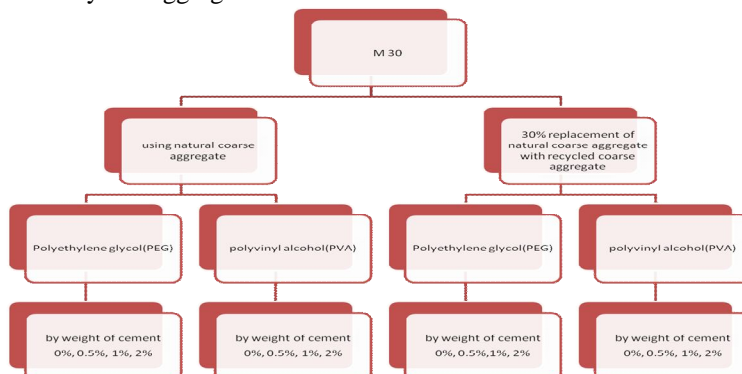 M 30
using natural coarse
aggregate
30% replacement of
natural coarse aggregate
with recycled coarse
aggregate
Polyethylene glycol(PEG)
polyvinyl alcohol(PVA)
Polyethylene glycol(PEG)
polyvinyl alcohol(PVA)
by weight of cement
0%, 0.5%, 1%, 2%
by weight of cement
0%, 0.5%, 1%, 2%
by weight of cement
0%, 0.5%,1%, 2%
by weight of cement
0%, 0.5%, 1%, 2%